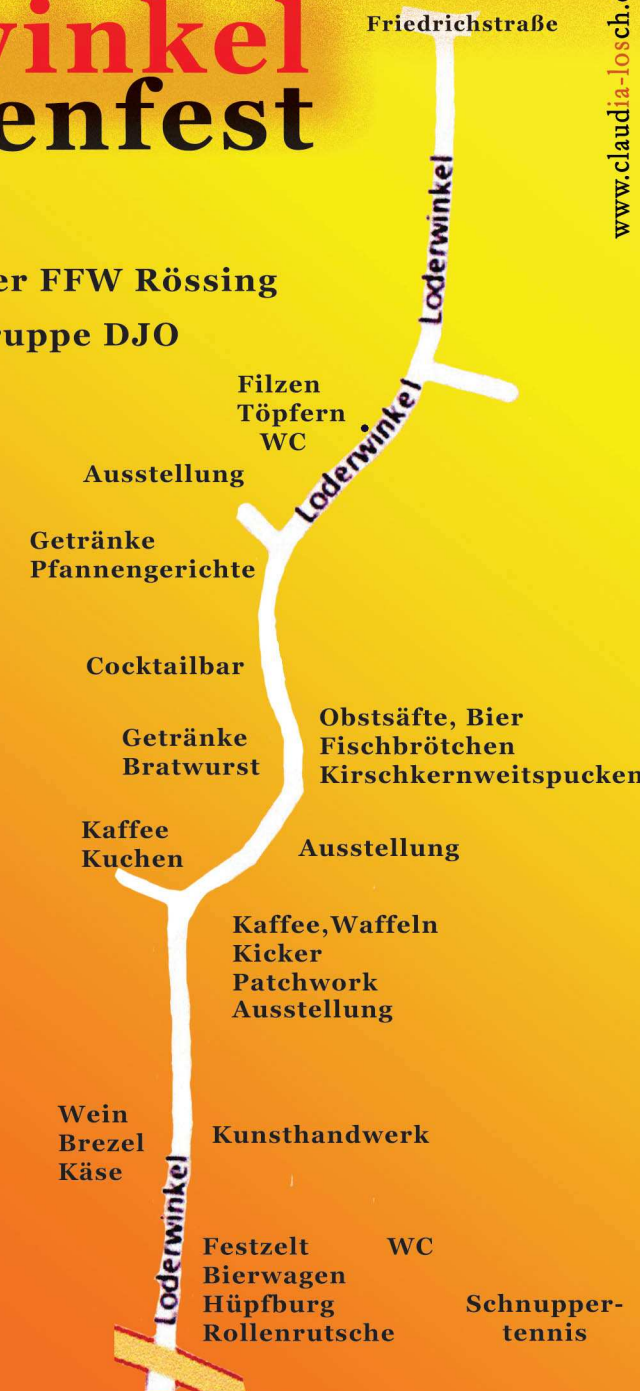 Friedrichstraße
www.claudia-losch.
winkel
enfest
Loderwinkel
er FFW Rössing
ruppe DJO
Filzen
Töpfern
WC
Loderwinkel
Ausstellung
Getränke
Pfannengerichte
Cocktailbar
Obstsäfte, Bier
Fischbrötchen
Kirschkernweitspucken
Getränke
Bratwurst
Kaffee
Kuchen
Ausstellung
Kaffee,Waffeln
Kicker
Patchwork
Ausstellung
Wein
Brezel
Käse
Kunsthandwerk
Loderwinkel
Festzelt
Bierwagen
Hüpfburg
Rollenrutsche
WC
Schnupper-
tennis